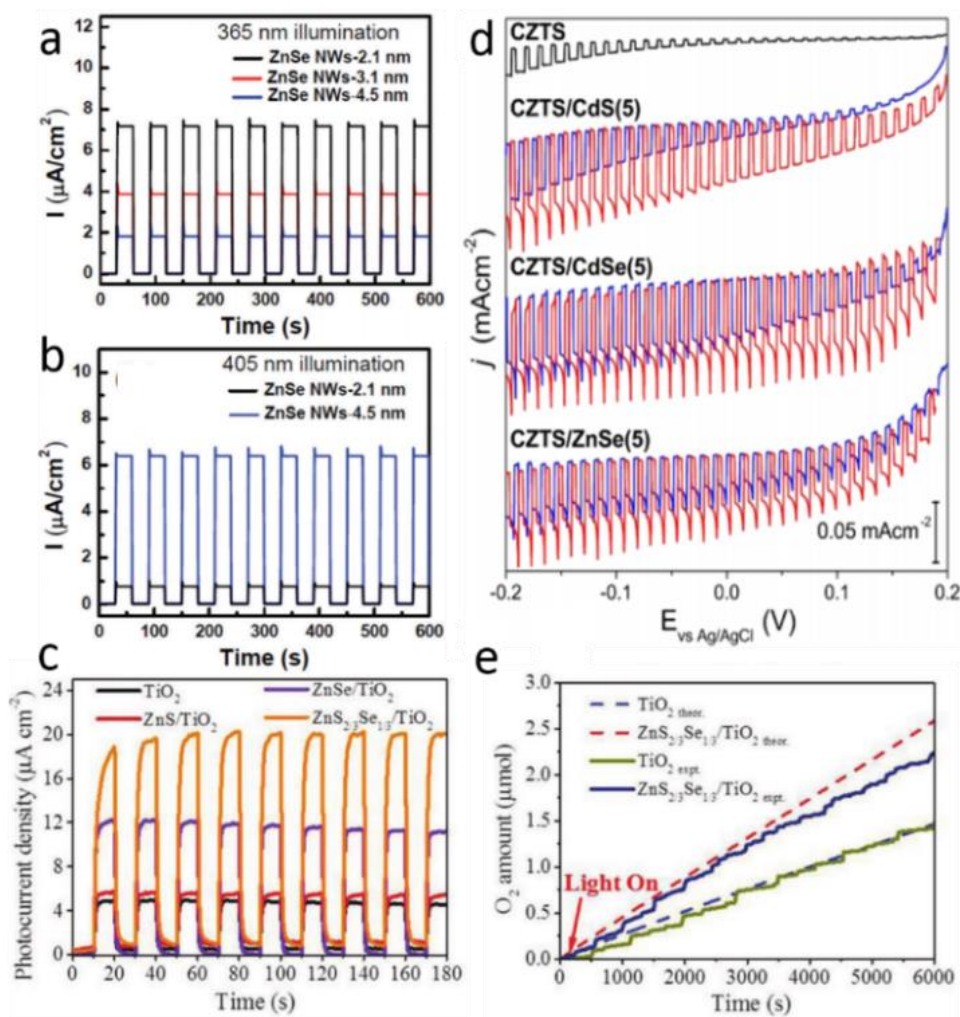 a
365 nm illumination
ZnSe NWs-2.1 nm
ZnSe NWs-3.1 nm
ZnSe NWs-4.5 nm
I (μA/cm²)
12
10
8
6
4
2
0
0 100 200 300 400 500 600
Time (s)
b
405 nm illumination
ZnSe NWs-2.1 nm
ZnSe NWs-4.5 nm
I (μA/cm²)
10
8
6
4
2
0
0 100 200 300 400 500 600
Time (s)
c
TiO₂ ZnSe/TiO₂
ZnS/TiO₂ ZnS₂/₃Se₁/₃/TiO₂
Photocurrent density (μA cm⁻²)
24
20
16
12
8
4
0
0 20 40 60 80 100 120 140 160 180
Time (s)
d
CZTS
CZTS/CdS(5)
CZTS/CdSe(5)
CZTS/ZnSe(5)
0.05 mAcm⁻²
j (mAcm⁻²)
-0.2 -0.1 0.0 0.1 0.2
E vs Ag/AgCl (V)
e
TiO₂ theor.
ZnS₂/₃Se₁/₃/TiO₂ theor.
TiO₂ expt.
ZnS₂/₃Se₁/₃/TiO₂ expt.
Light On
O₂ amount (μmol)
3.0
2.5
2.0
1.5
1.0
0.5
0.0
0 1000 2000 3000 4000 5000 6000
Time (s)